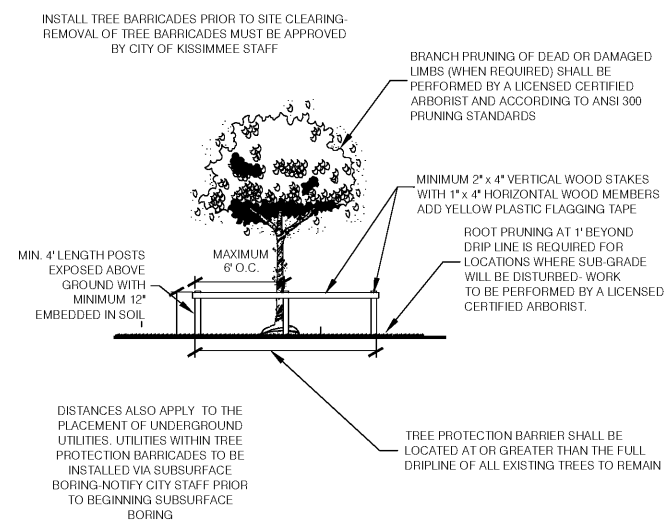 INSTALL TREE BARRICADES PRIOR TO SITE CLEARING-
REMOVAL OF TREE BARRICADES MUST BE APPROVED
BY CITY OF KISSIMMEE STAFF
BRANCH PRUNING OF DEAD OR DAMAGED
LIMBS (WHEN REQUIRED) SHALL BE
PERFORMED BY A LICENSED CERTIFIED
ARBORIST AND ACCORDING TO ANSI 300
PRUNING STANDARDS
MINIMUM 2" x 4" VERTICAL WOOD STAKES
WITH 1" x 4" HORIZONTAL WOOD MEMBERS
ADD YELLOW PLASTIC FLAGGING TAPE
ROOT PRUNING AT 1' BEYOND
DRIP LINE IS REQUIRED FOR
LOCATIONS WHERE SUB-GRADE
WILL BE DISTURBED- WORK
TO BE PERFORMED BY A LICENSED
CERTIFIED ARBORIST.
MAXIMUM
6' O.C.
MIN. 4' LENGTH POSTS
EXPOSED ABOVE
GROUND WITH
MINIMUM 12"
EMBEDDED IN SOIL
DISTANCES ALSO APPLY TO THE
PLACEMENT OF UNDERGROUND
UTILITIES. UTILITIES WITHIN TREE
PROTECTION BARRICADES TO BE
INSTALLED VIA SUBSURFACE
BORING-NOTIFY CITY STAFF PRIOR
TO BEGINNING SUBSURFACE
BORING
TREE PROTECTION BARRIER SHALL BE
LOCATED AT OR GREATER THAN THE FULL
DRIPLINE OF ALL EXISTING TREES TO REMAIN